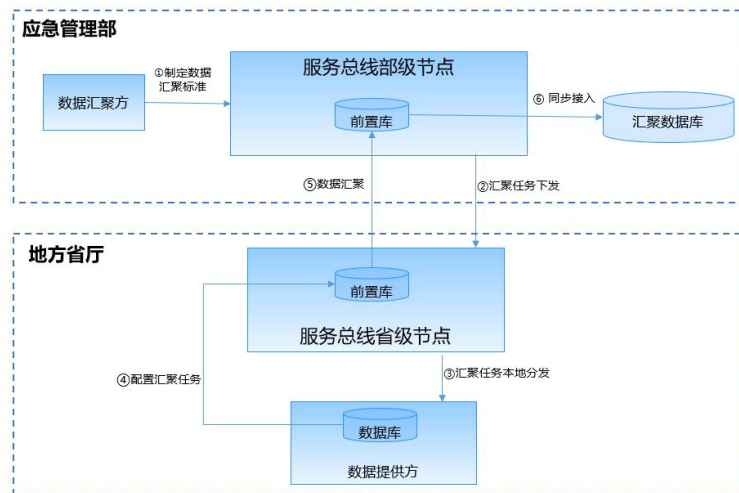 应急管理部
服务总线部级节点
①制定数据
汇聚标准
数据汇聚方
前置库
⑥ 同步接入
汇聚数据库
⑤数据汇聚
②汇聚任务下发
地方省厅
前置库
服务总线省级节点
④配置汇聚任务
③汇聚任务本地分发
数据库
数据提供方